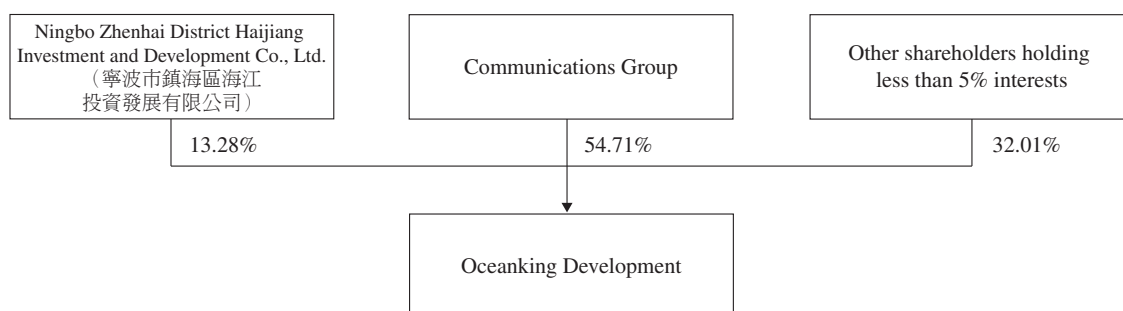 Ningbo Zhenhai District Haijiang
Investment and Development Co., Ltd.
（寧波市鎮海區海江
投資發展有限公司）
Communications Group
Other shareholders holding
less than 5% interests
13.28%
54.71%
32.01%
Oceanking Development